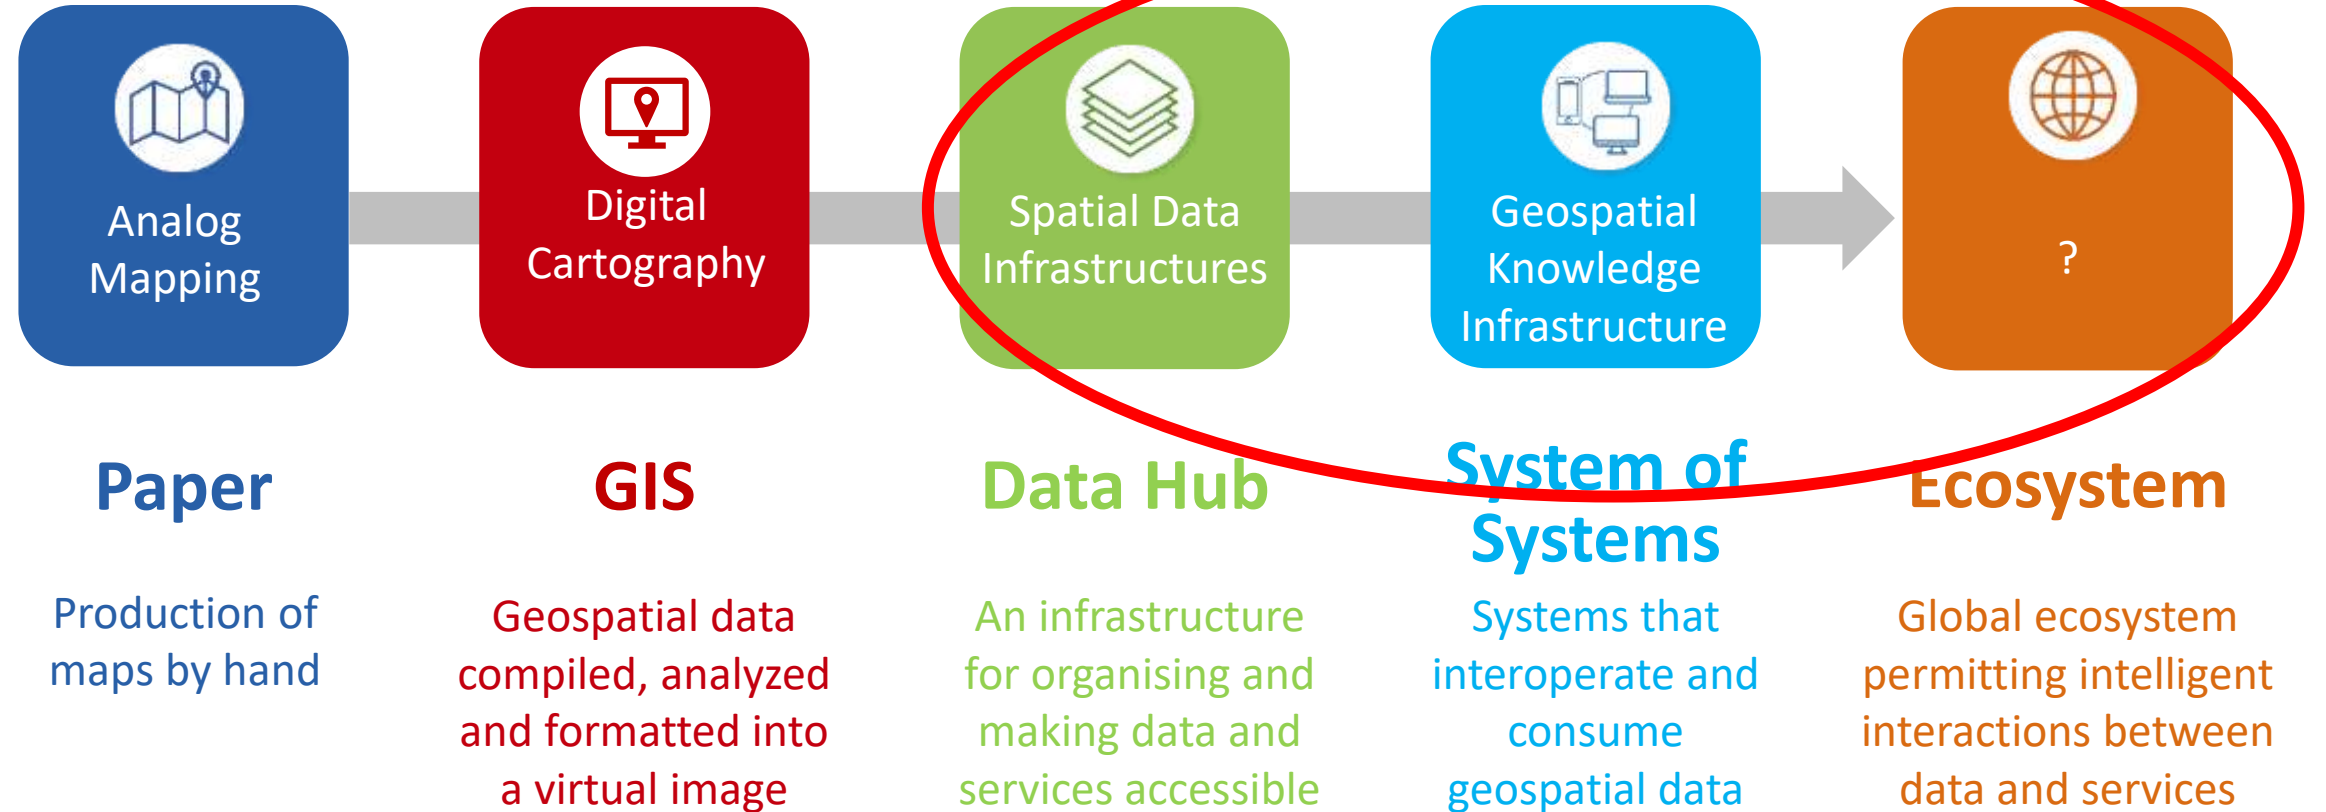 Analog
Mapping
Digital
Cartography
Spatial Data
Infrastructures
Geospatial
Knowledge
Infrastructure
?
Paper
GIS
Data Hub
System of
Systems
Ecosystem
Production of
maps by hand
Geospatial data
compiled, analyzed
and formatted into
a virtual image
An infrastructure
for organising and
making data and
services accessible
Systems that
interoperate and
consume
geospatial data
Global ecosystem
permitting intelligent
interactions between
data and services